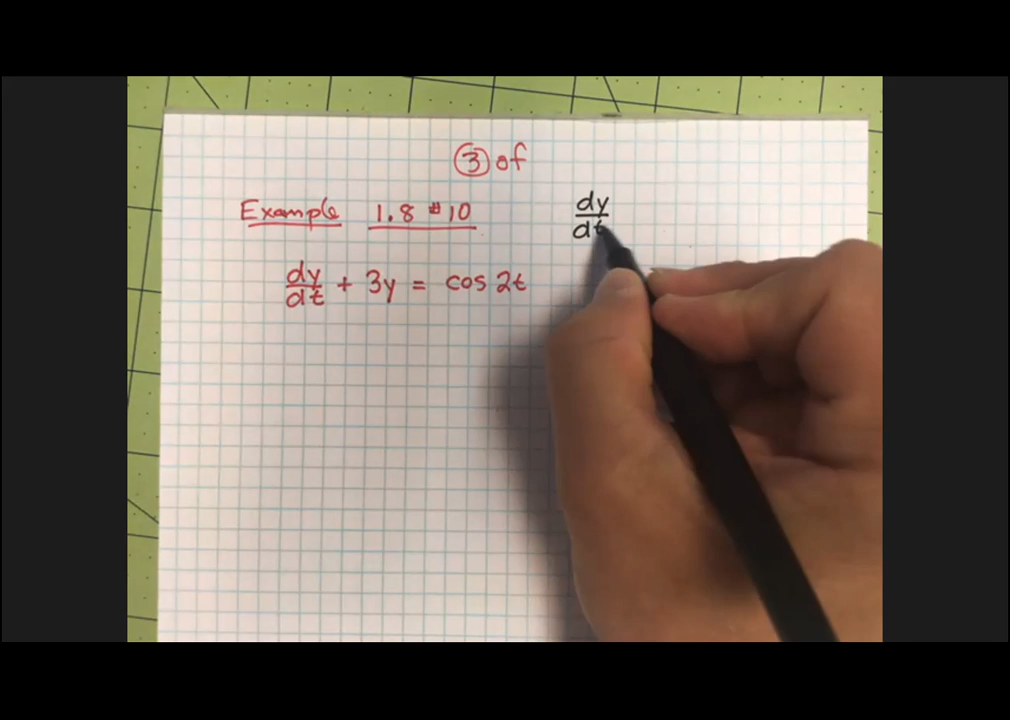 ③ of
Example 1.8 #10
dy/dt
dy/dt + 3y = cos 2t